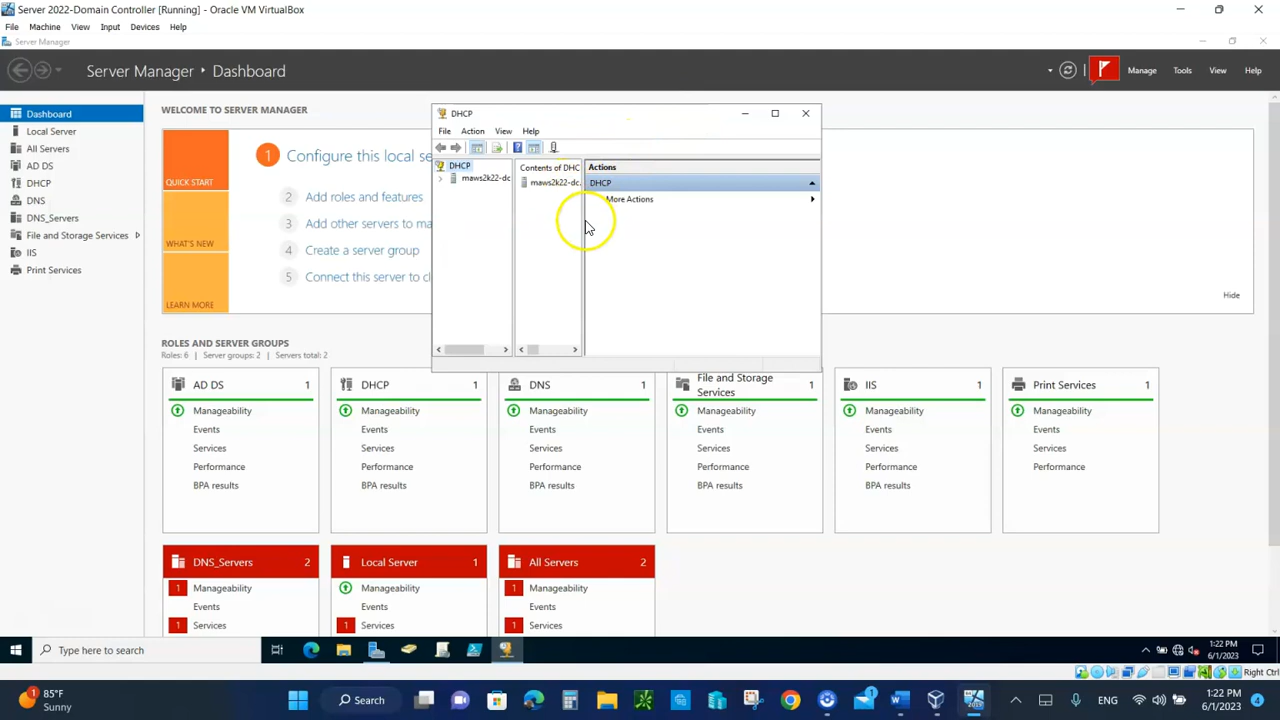 Server 2022-Domain Controller [Running] - Oracle VM VirtualBox
File Machine View Input Devices Help
Server Manager
Server Manager • Dashboard
Manage Tools View Help
Dashboard
Local Server
All Servers
AD DS
DHCP
DNS
DNS_Servers
File and Storage Services
IIS
Print Services
WELCOME TO SERVER MANAGER
QUICK START
WHAT'S NEW
LEARN MORE
1 Configure this local se
2 Add roles and features
3 Add other servers to ma
4 Create a server group
5 Connect this server to cl
Hide
DHCP
File Action View Help
DHCP
maws2k22-dc
Contents of DHC
maws2k22-dc.
Actions
DHCP
More Actions
ROLES AND SERVER GROUPS
Roles: 6 | Server groups: 2 | Servers total: 2
AD DS 1
Manageability
Events
Services
Performance
BPA results
DHCP 1
Manageability
Events
Services
Performance
BPA results
DNS 1
Manageability
Events
Services
Performance
BPA results
File and Storage
Services 1
Manageability
Events
Services
Performance
BPA results
IIS 1
Manageability
Events
Services
Performance
BPA results
Print Services 1
Manageability
Events
Services
Performance
DNS_Servers 2
1 Manageability
Events
1 Services
Local Server 1
Manageability
Events
1 Services
All Servers 2
1 Manageability
Events
1 Services
Type here to search
1:22 PM
6/1/2023
Right Ctrl
85°F
Sunny
Search
ENG
1:22 PM
6/1/2023